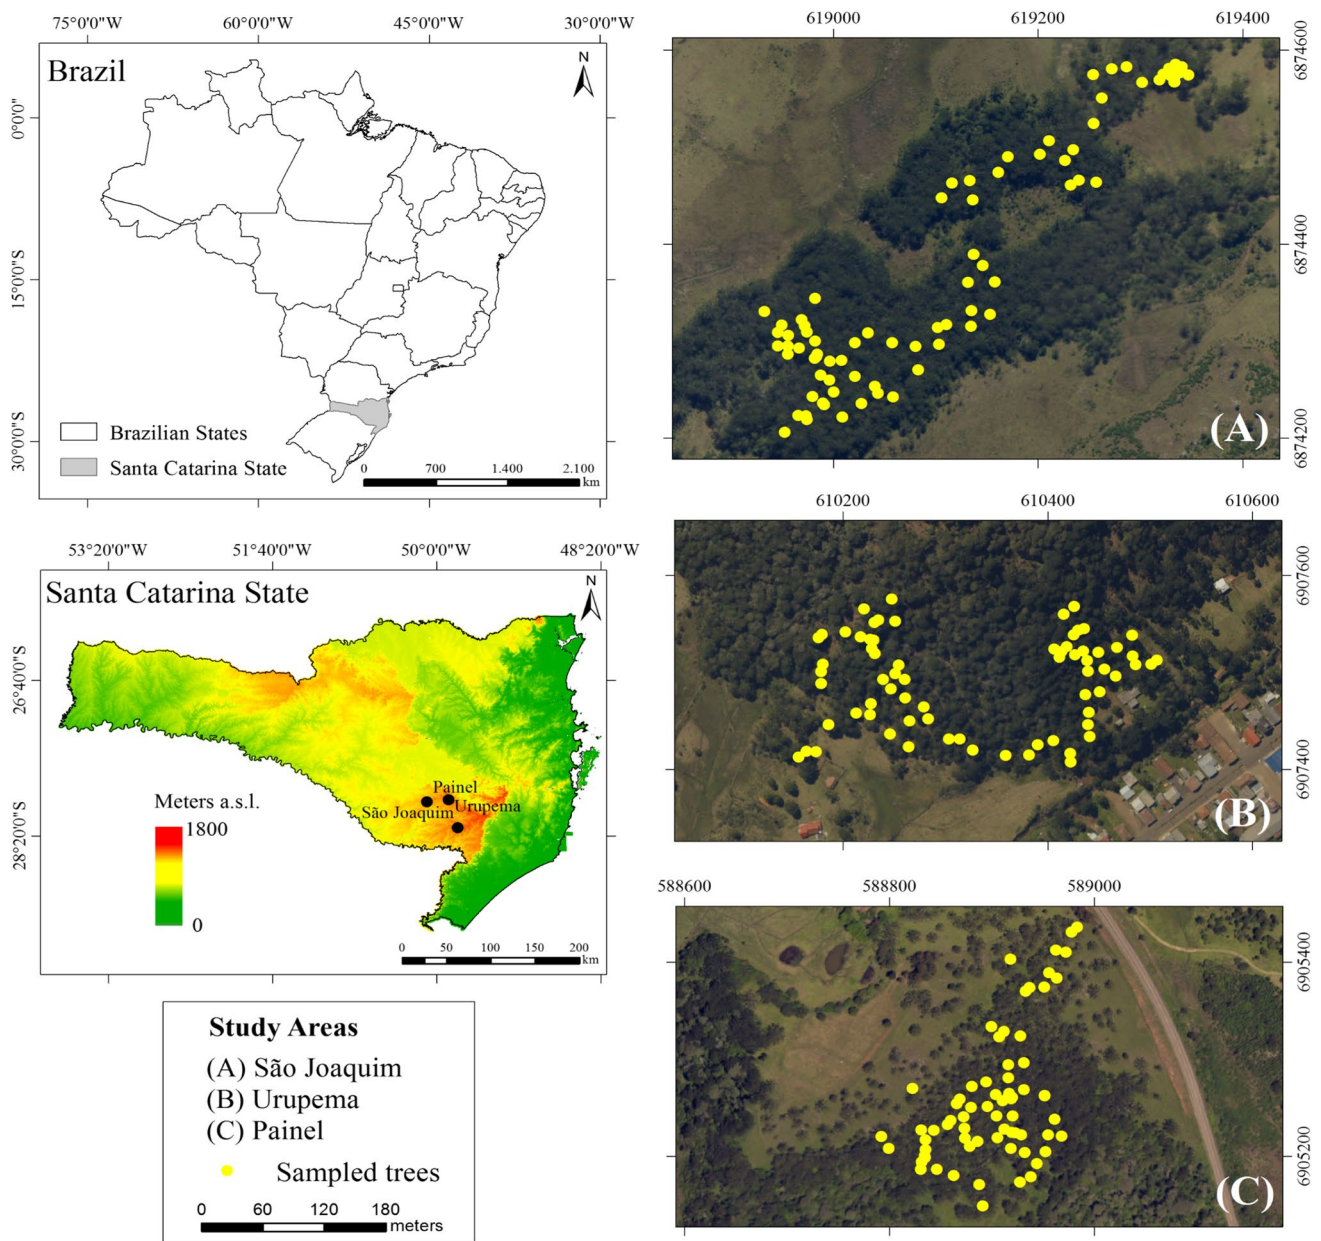 75°0'0"W 60°0'0"W 45°0'0"W 30°0'0"W
Brazil
N
0°0'0"
15°0'0"S
30°0'0"S
Brazilian States
Santa Catarina State
0 700 1.400 2.100
km
53°20'0"W 51°40'0"W 50°0'0"W 48°20'0"W
Santa Catarina State
N
26°40'0"S
28°20'0"S
Painel
São Joaquim
Urupema
Meters a.s.l.
1800
0
0 50 100 150 200
km
Study Areas
(A) São Joaquim
(B) Urupema
(C) Painel
Sampled trees
0 60 120 180
meters
619000 619200 619400
6874600
6874400
6874200
(A)
610200 610400 610600
6907600
6907400
(B)
588600 588800 589000
6905400
6905200
(C)